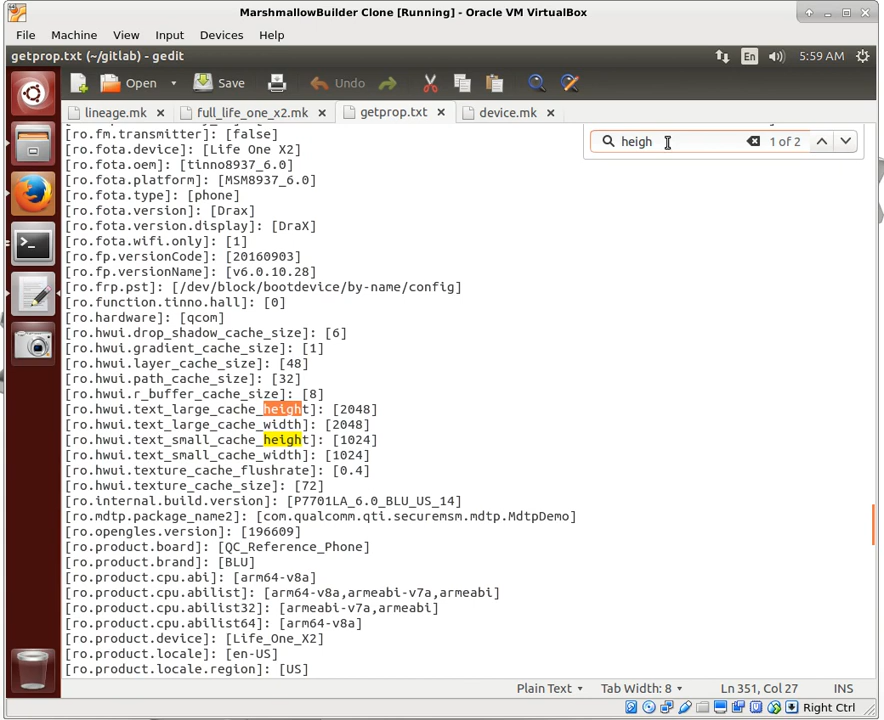 MarshmallowBuilder Clone [Running] - Oracle VM VirtualBox
File Machine View Input Devices Help
getprop.txt (~/gitlab) - gedit En 5:59 AM
Open Save Undo
lineage.mk full_life_one_x2.mk getprop.txt device.mk
heigh 1 of 2
[ro.fm.transmitter]: [false]
[ro.fota.device]: [Life One X2]
[ro.fota.oem]: [tinno8937_6.0]
[ro.fota.platform]: [MSM8937_6.0]
[ro.fota.type]: [phone]
[ro.fota.version]: [Drax]
[ro.fota.version.display]: [DraX]
[ro.fota.wifi.only]: [1]
[ro.fp.versionCode]: [20160903]
[ro.fp.versionName]: [v6.0.10.28]
[ro.frp.pst]: [/dev/block/bootdevice/by-name/config]
[ro.function.tinno.hall]: [0]
[ro.hardware]: [qcom]
[ro.hwui.drop_shadow_cache_size]: [6]
[ro.hwui.gradient_cache_size]: [1]
[ro.hwui.layer_cache_size]: [48]
[ro.hwui.path_cache_size]: [32]
[ro.hwui.r_buffer_cache_size]: [8]
[ro.hwui.text_large_cache_height]: [2048]
[ro.hwui.text_large_cache_width]: [2048]
[ro.hwui.text_small_cache_height]: [1024]
[ro.hwui.text_small_cache_width]: [1024]
[ro.hwui.texture_cache_flushrate]: [0.4]
[ro.hwui.texture_cache_size]: [72]
[ro.internal.build.version]: [P7701LA_6.0_BLU_US_14]
[ro.mdtp.package_name2]: [com.qualcomm.qti.securemsm.mdtp.MdtpDemo]
[ro.opengles.version]: [196609]
[ro.product.board]: [QC_Reference_Phone]
[ro.product.brand]: [BLU]
[ro.product.cpu.abi]: [arm64-v8a]
[ro.product.cpu.abilist]: [arm64-v8a,armeabi-v7a,armeabi]
[ro.product.cpu.abilist32]: [armeabi-v7a,armeabi]
[ro.product.cpu.abilist64]: [arm64-v8a]
[ro.product.device]: [Life_One_X2]
[ro.product.locale]: [en-US]
[ro.product.locale.region]: [US]
Plain Text Tab Width: 8 Ln 351, Col 27 INS
Right Ctrl